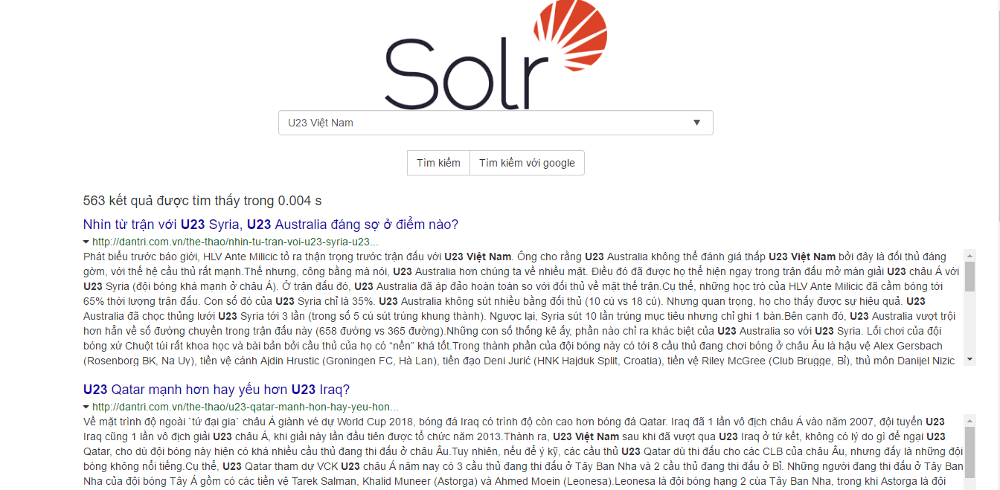 Solr
U23 Việt Nam
Tìm kiếm
Tìm kiếm với google
563 kết quả được tìm thấy trong 0.004 s
Nhìn từ trận với U23 Syria, U23 Australia đáng sợ ở điểm nào?
http://dantri.com.vn/the-thao/nhin-tu-tran-voi-u23-syria-u23...
Phát biểu trước báo giới, HLV Ante Milicic tỏ ra thận trọng trước trận đấu với U23 Việt Nam. Ông cho rằng U23 Australia không thể đánh giá thấp U23 Việt Nam bởi đây là đối thủ đáng
gờm, với thế hệ cầu thủ rất mạnh.Thế nhưng, công bằng mà nói, U23 Australia hơn chúng ta về nhiều mặt. Điều đó đã được họ thể hiện ngay trong trận đấu mở màn giải U23 châu Á với
U23 Syria (đội bóng khá mạnh ở châu Á). Ở trận đấu đó, U23 Australia đã áp đảo hoàn toàn so với đối thủ về mặt thế trận.Cụ thể, những học trò của HLV Ante Milicic đã cầm bóng tới
65% thời lượng trận đấu. Con số đó của U23 Syria chỉ là 35%. U23 Australia không sút nhiều bằng đối thủ (10 cú vs 18 cú). Nhưng quan trọng, họ cho thấy được sự hiệu quả. U23
Australia đã chọc thủng lưới U23 Syria tới 3 lần (trong số 5 cú sút trúng khung thành). Ngược lại, Syria sút 10 lần trúng mục tiêu nhưng chỉ ghi 1 bàn.Bên cạnh đó, U23 Australia vượt trội
hơn hẳn về số đường chuyền trong trận đấu này (658 đường vs 365 đường).Những con số thống kê ấy, phần nào chỉ ra khác biệt của U23 Australia so với U23 Syria. Lối chơi của đội
bóng xứ Chuột túi rất khoa học và bài bản bởi cầu thủ của họ có “nền” khá tốt.Trong thành phần của đội bóng này có tới 8 cầu thủ đang chơi bóng ở châu Âu là hậu vệ Alex Gersbach
(Rosenborg BK, Na Uy), tiền vệ cánh Ajdin Hrustic (Groningen FC, Hà Lan), tiền đạo Deni Jurić (HNK Hajduk Split, Croatia), tiền vệ Riley McGree (Club Brugge, Bỉ), thủ môn Danijel Nizic
U23 Qatar mạnh hơn hay yếu hơn U23 Iraq?
http://dantri.com.vn/the-thao/u23-qatar-manh-hon-hay-yeu-hon...
Về mặt trình độ ngoài `tứ đại gia` châu Á giành vé dự World Cup 2018, bóng đá Iraq có trình độ còn cao hơn bóng đá Qatar. Iraq đã 1 lần vô địch châu Á vào năm 2007, đội tuyển U23
Iraq cũng 1 lần vô địch giải U23 châu Á, khi giải này lần đầu tiên được tổ chức năm 2013.Thành ra, U23 Việt Nam sau khi đã vượt qua U23 Iraq ở tứ kết, không có lý do gì để ngại U23
Qatar, cho dù đội bóng này hiện có khá nhiều cầu thủ đang thi đấu ở châu Âu.Tuy nhiên, nếu để ý kỹ, các cầu thủ U23 Qatar dù thi đấu cho các CLB của châu Âu, nhưng đấy là những đội
bóng không nổi tiếng.Cụ thể, U23 Qatar tham dự VCK U23 châu Á năm nay có 3 cầu thủ đang thi đấu ở Tây Ban Nha và 2 cầu thủ đang thi đấu ở Bỉ. Những người đang thi đấu ở Tây Ban
Nha của đội bóng Tây Á gồm có các tiền vệ Tarek Salman, Khalid Muneer (Astorga) và Ahmed Moein (Leonesa).Leonesa là đội bóng hạng 2 của Tây Ban Nha, trong khi Astorga là đội